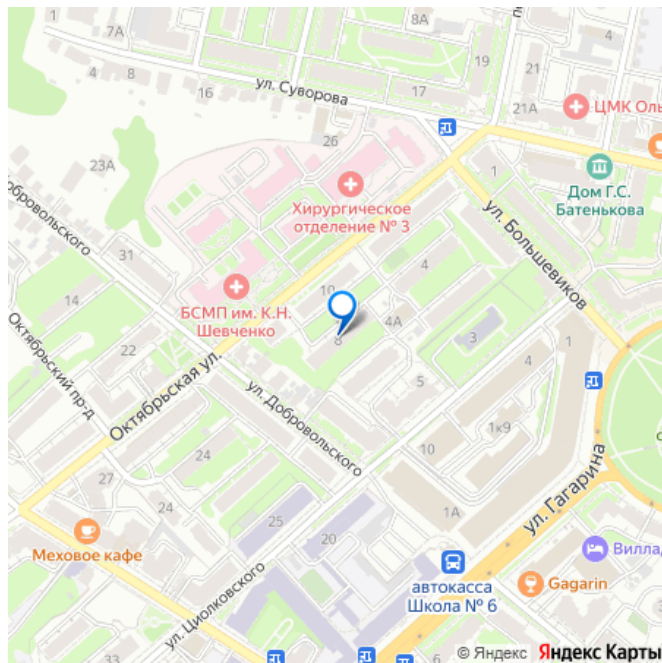 1
7А
8А
19
21
4
8
16
ул. Суворова
17
21А
ЦМК Оль
26
23А
1
Дом Г.С.
Батенькова
Хирургическое
отделение № 3
ул. Большевиков
обровольского
31
4
БСМП им. К.Н.
Шевченко
10
14
4А
8
3
22
5
4
Октябрьский пр-д
Октябрьская ул.
ул. Добровольского
1к9
10
27
24
ул. Гагарина
24
25
1А
Меховое кафе
20
Вилла
автокасса
Школа № 6
Gagarin
ул. Циолковского
© Яндекс Яндекс Карты